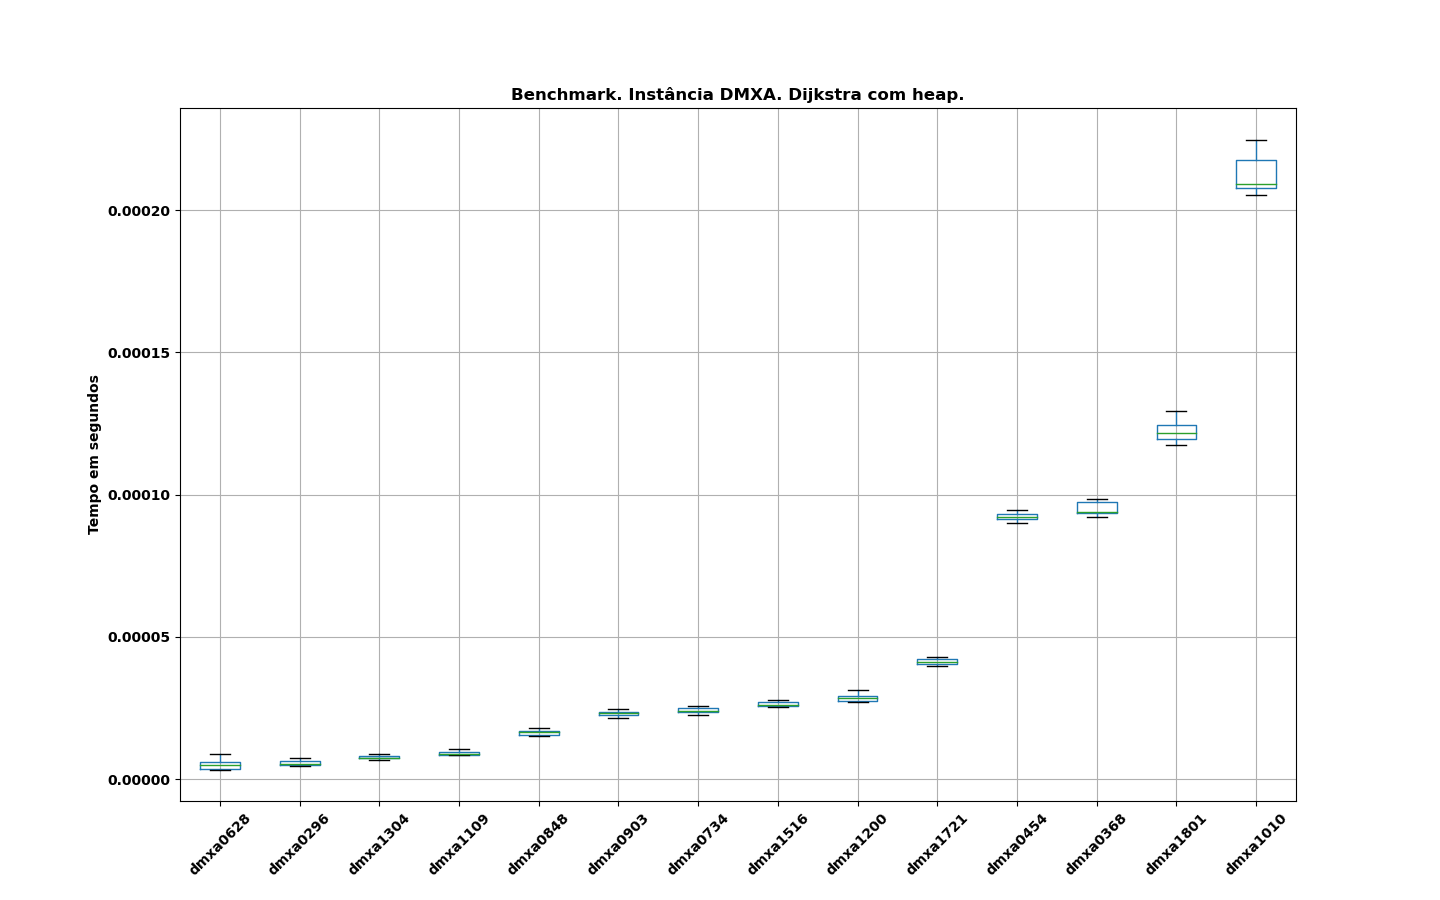 Benchmark. Instância DMXA. Dijkstra com heap.
Tempo em segundos
0.00020
0.00015
0.00010
0.00005
0.00000
dmxa0628
dmxa0296
dmxa1304
dmxa1109
dmxa0848
dmxa0903
dmxa0734
dmxa1516
dmxa1200
dmxa1721
dmxa0454
dmxa0368
dmxa1801
dmxa1010